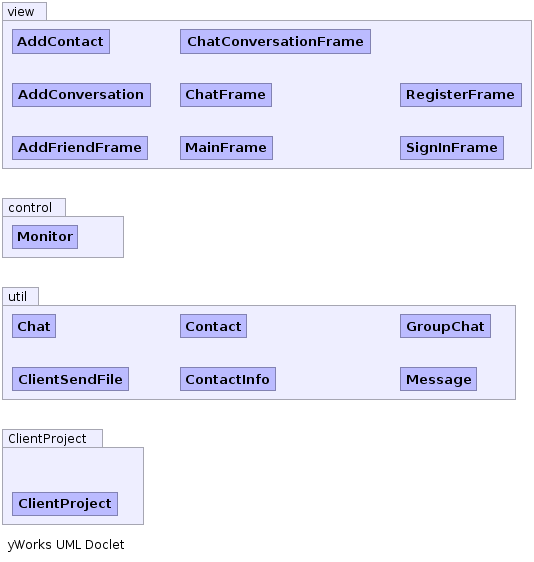 view
AddContact ChatConversationFrame
AddConversation ChatFrame RegisterFrame
AddFriendFrame MainFrame SignInFrame
control
Monitor
util
Chat Contact GroupChat
ClientSendFile ContactInfo Message
ClientProject
ClientProject
yWorks UML Doclet